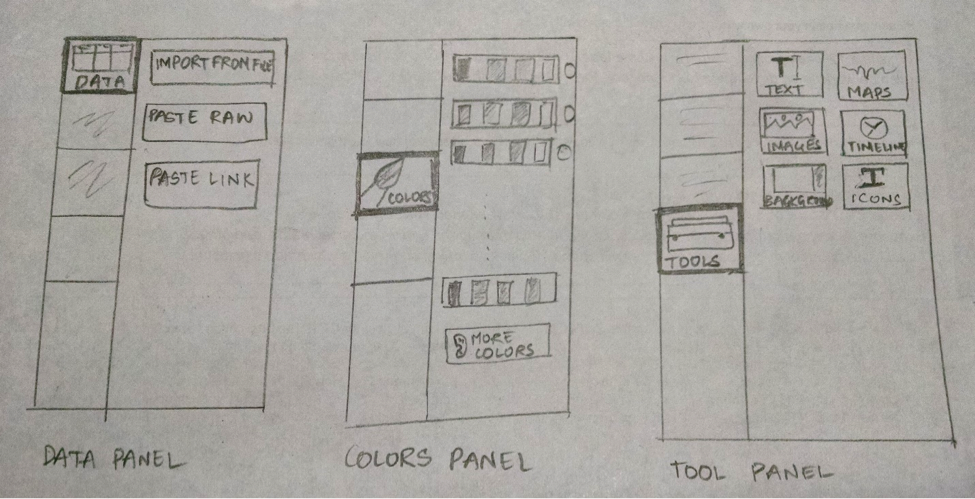 DATA
IMPORT FROM FILE
PASTE RAW
PASTE LINK
DATA PANEL
COLORS
MORE
COLORS
COLORS PANEL
T
TEXT
MAPS
IMAGES
TIMELINE
I
ICONS
TOOLS
TOOL PANEL